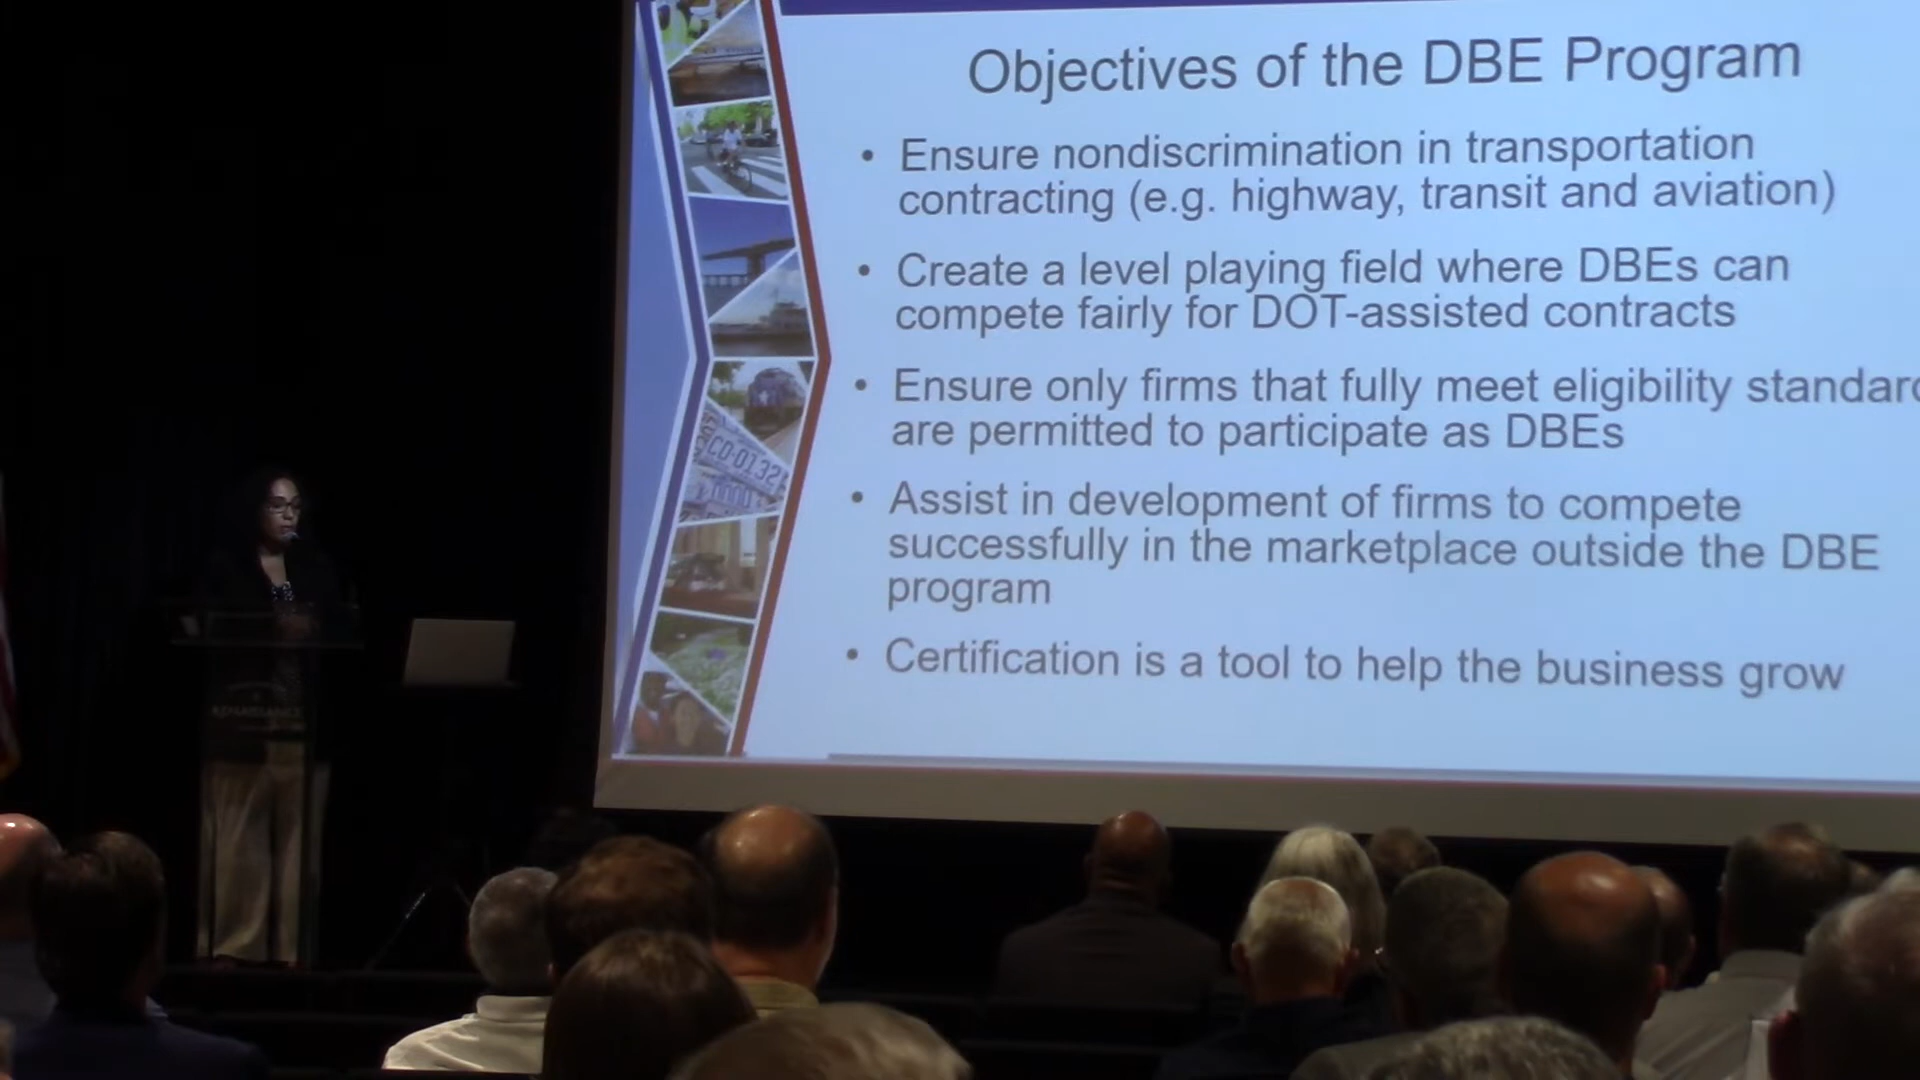 Objectives of the DBE Program
• Ensure nondiscrimination in transportation
contracting (e.g. highway, transit and aviation)
• Create a level playing field where DBEs can
compete fairly for DOT-assisted contracts
• Ensure only firms that fully meet eligibility standard
are permitted to participate as DBEs
• Assist in development of firms to compete
successfully in the marketplace outside the DBE
program
• Certification is a tool to help the business grow
CO-0132
RENAISSANCE